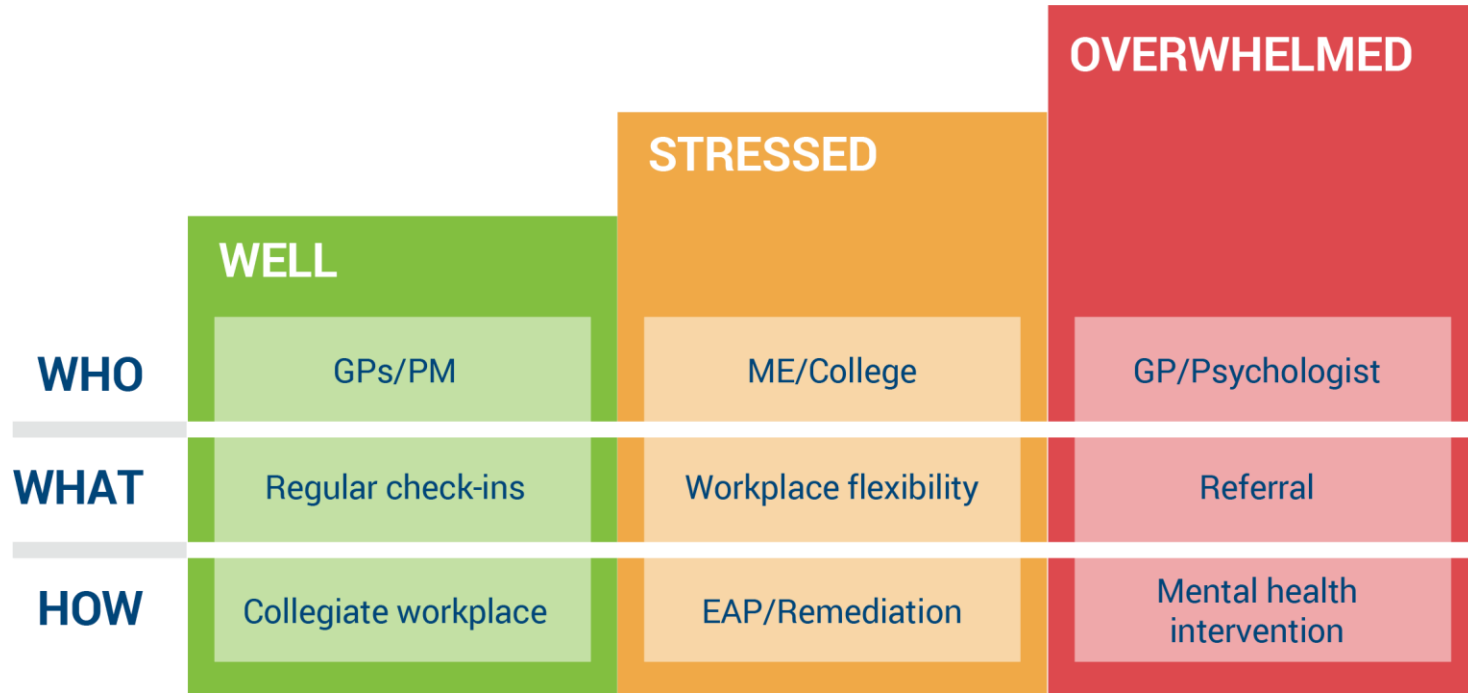 OVERWHELMED
STRESSED
WELL
WHO
GPs/PM
ME/College
GP/Psychologist
WHAT
Regular check-ins
Workplace flexibility
Referral
HOW
Collegiate workplace
EAP/Remediation
Mental health
intervention